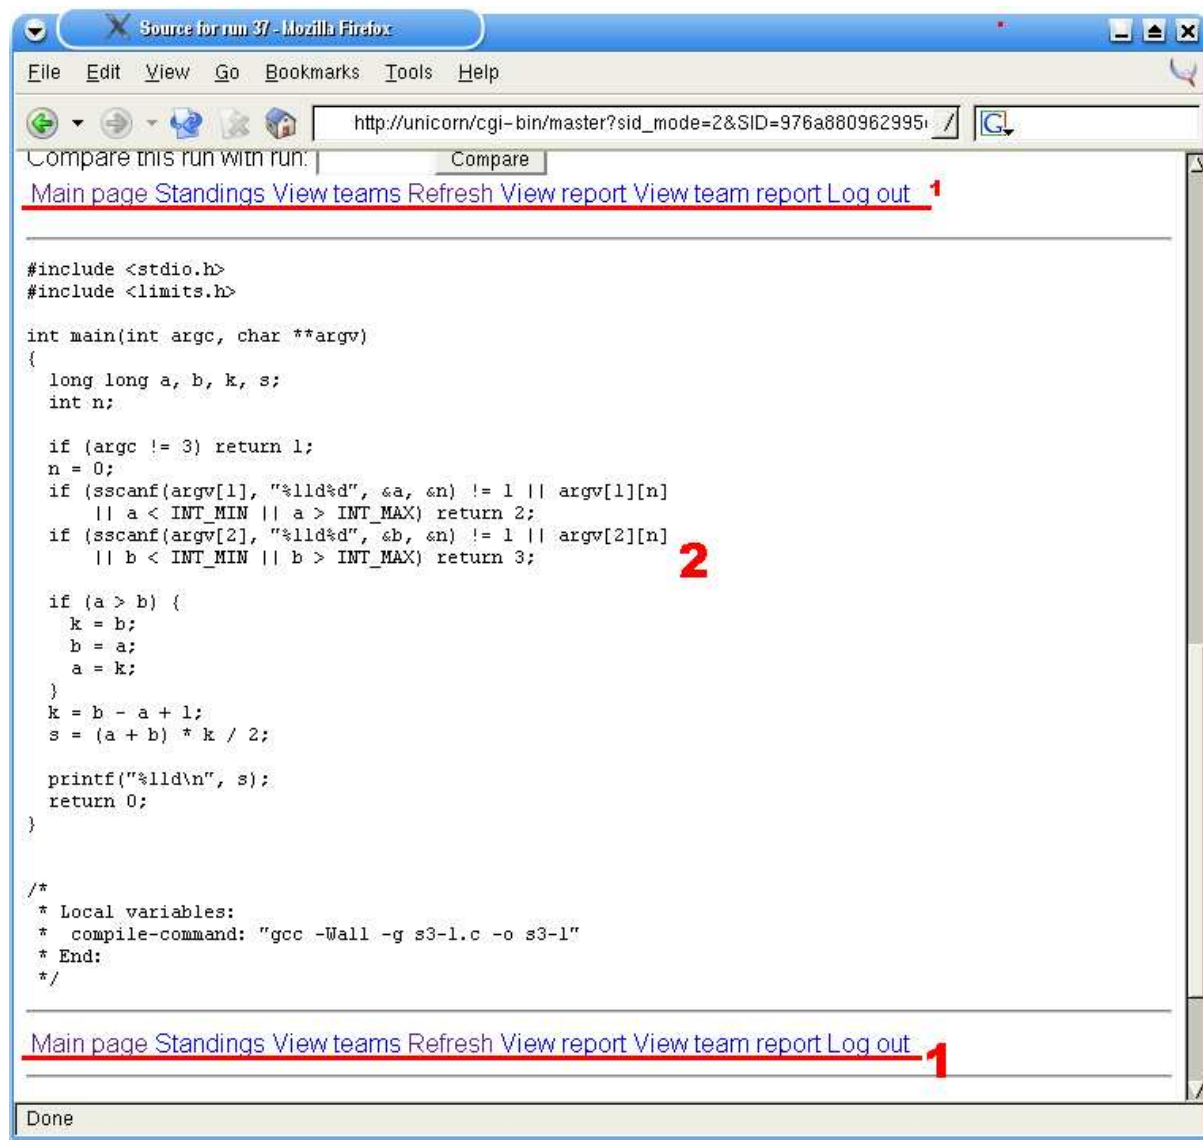 Source for run 37 - Mozilla Firefox
File Edit View Go Bookmarks Tools Help
http://unicorn/cgi-bin/master?sid_mode=2&SID=976a880962995
Compare this run with run: Compare
Main page Standings View teams Refresh View report View team report Log out 1
#include <stdio.h>
#include <limits.h>
int main(int argc, char **argv)
{
  long long a, b, k, s;
  int n;
  if (argc != 3) return 1;
  n = 0;
  if (sscanf(argv[1], "%lld%d", &a, &n) != 1 || argv[1][n]
      || a < INT_MIN || a > INT_MAX) return 2;
  if (sscanf(argv[2], "%lld%d", &b, &n) != 1 || argv[2][n]
      || b < INT_MIN || b > INT_MAX) return 3;
2
  if (a > b) {
    k = b;
    b = a;
    a = k;
  }
  k = b - a + 1;
  s = (a + b) * k / 2;
  printf("%lld\n", s);
  return 0;
}
/*
 * Local variables:
 *  compile-command: "gcc -Wall -g s3-1.c -o s3-1"
 * End:
 */
Main page Standings View teams Refresh View report View team report Log out 1
Done